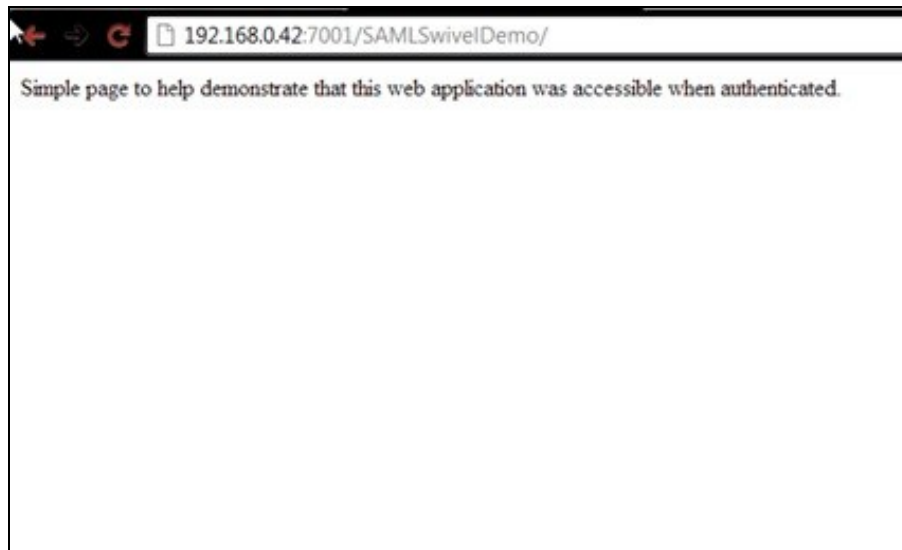 192.168.0.42:7001/SAMLSwivelDemo/
Simple page to help demonstrate that this web application was accessible when authenticated.